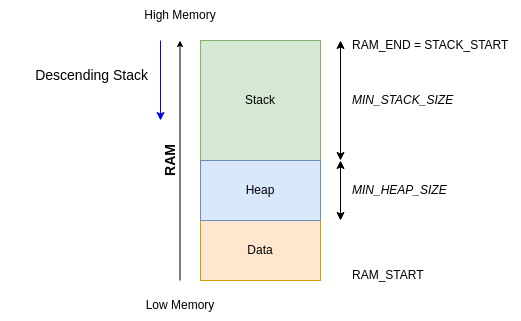 High Memory
RAM_END = STACK_START
Descending Stack
Stack
MIN_STACK_SIZE
RAM
Heap
MIN_HEAP_SIZE
Data
RAM_START
Low Memory